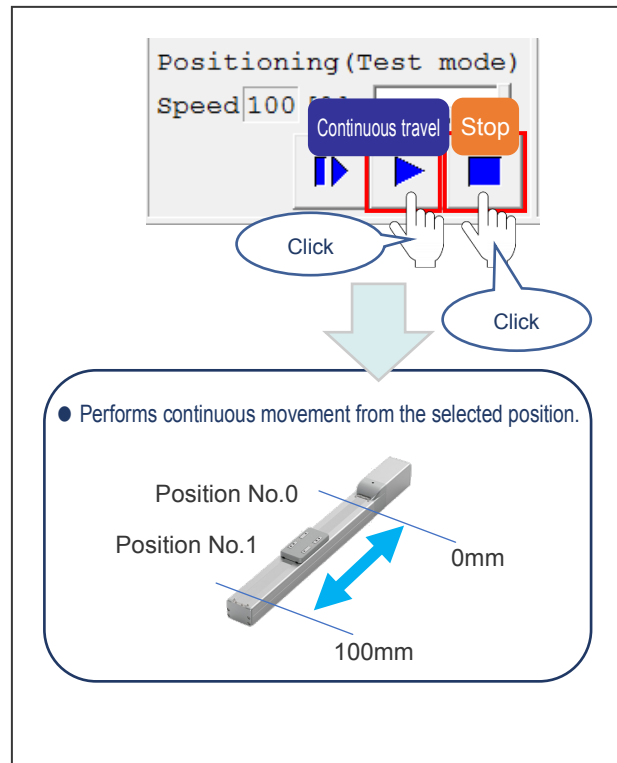 Positioning(Test mode)
Speed 100
Continuous travel
Stop
Click
Click
● Performs continuous movement from the selected position.
Position No.0
Position No.1
0mm
100mm